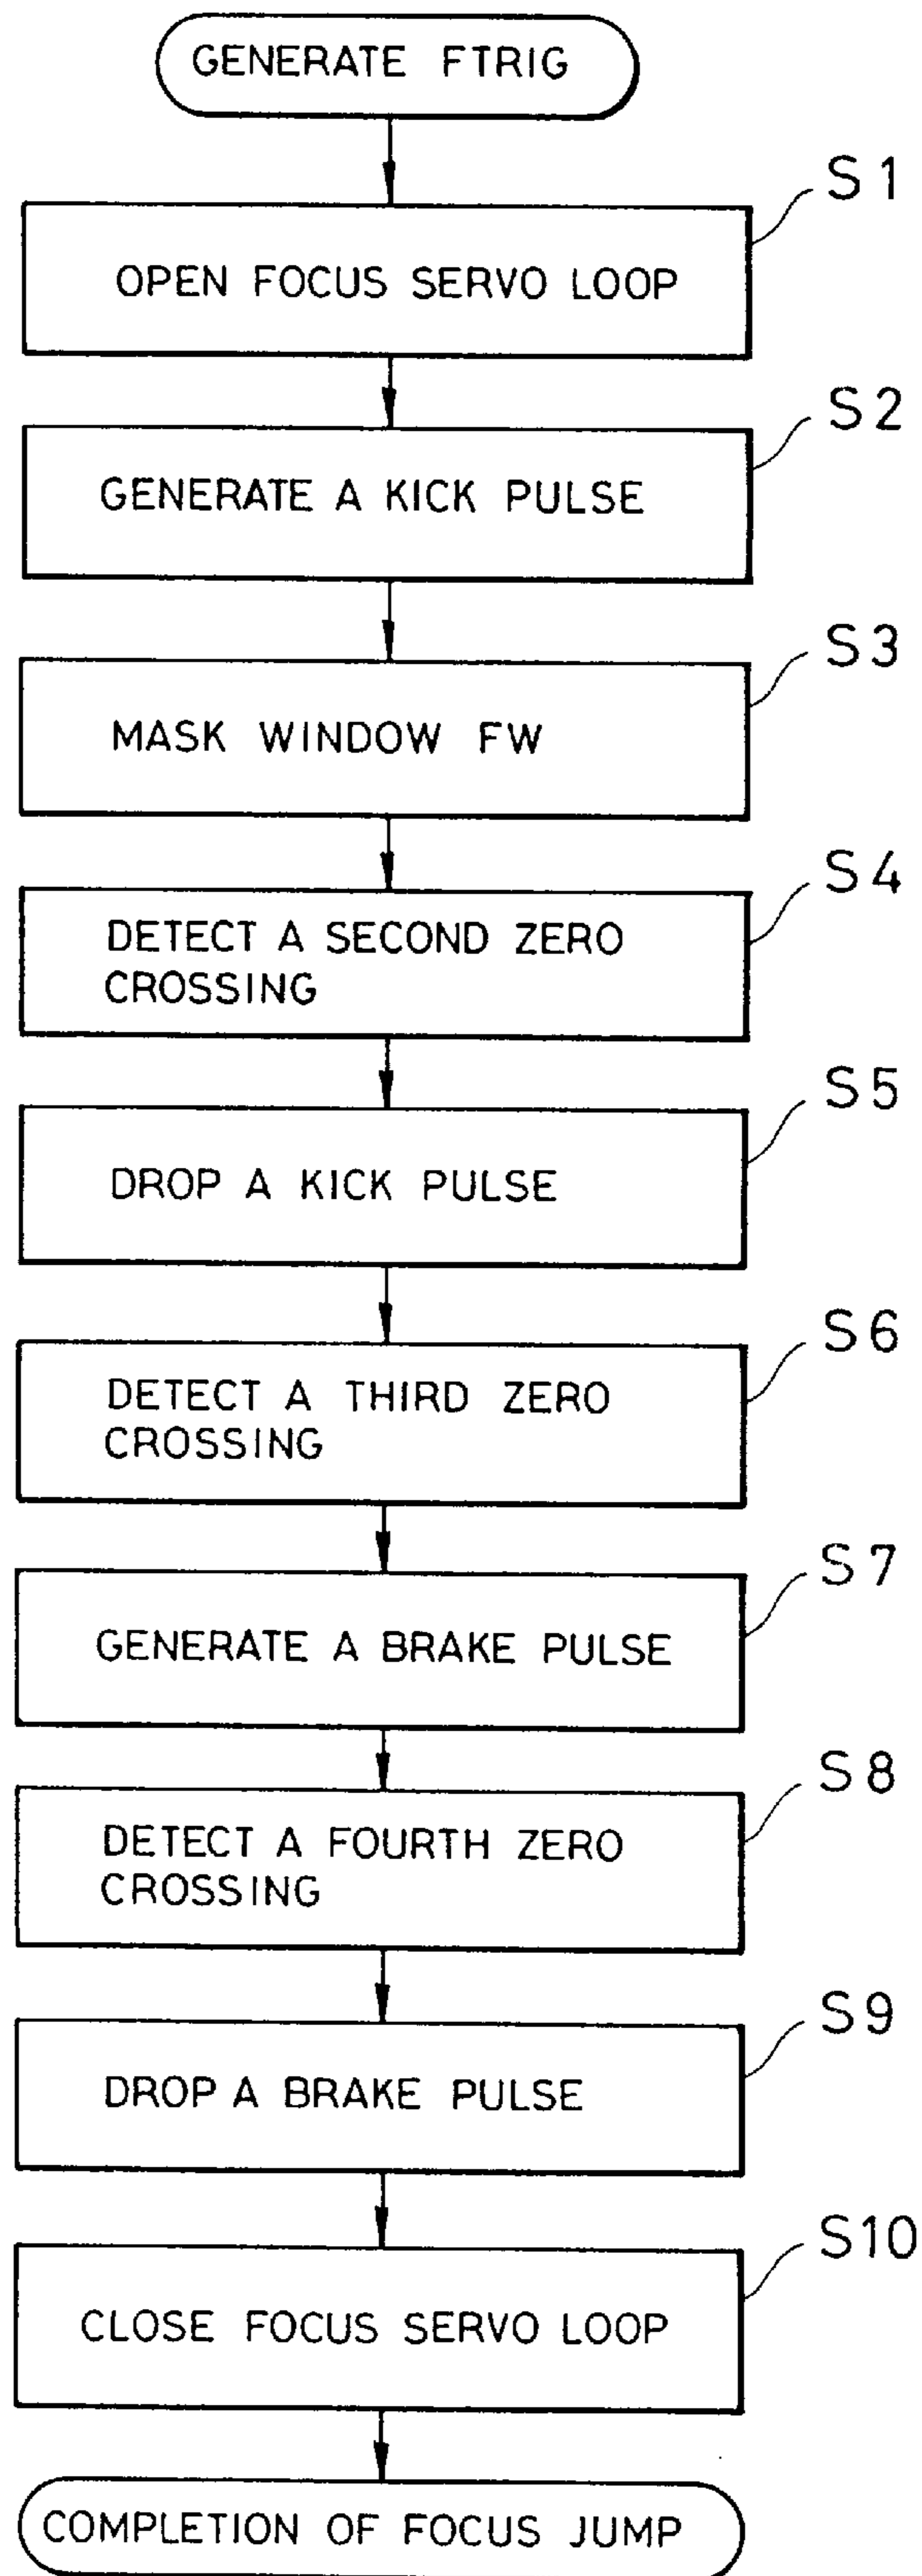 GENERATE FTRIG
S1
OPEN FOCUS SERVO LOOP
S2
GENERATE A KICK PULSE
S3
MASK WINDOW FW
S4
DETECT A SECOND ZERO
CROSSING
S5
DROP A KICK PULSE
S6
DETECT A THIRD ZERO
CROSSING
S7
GENERATE A BRAKE PULSE
S8
DETECT A FOURTH ZERO
CROSSING
S9
DROP A BRAKE PULSE
S10
CLOSE FOCUS SERVO LOOP
COMPLETION OF FOCUS JUMP